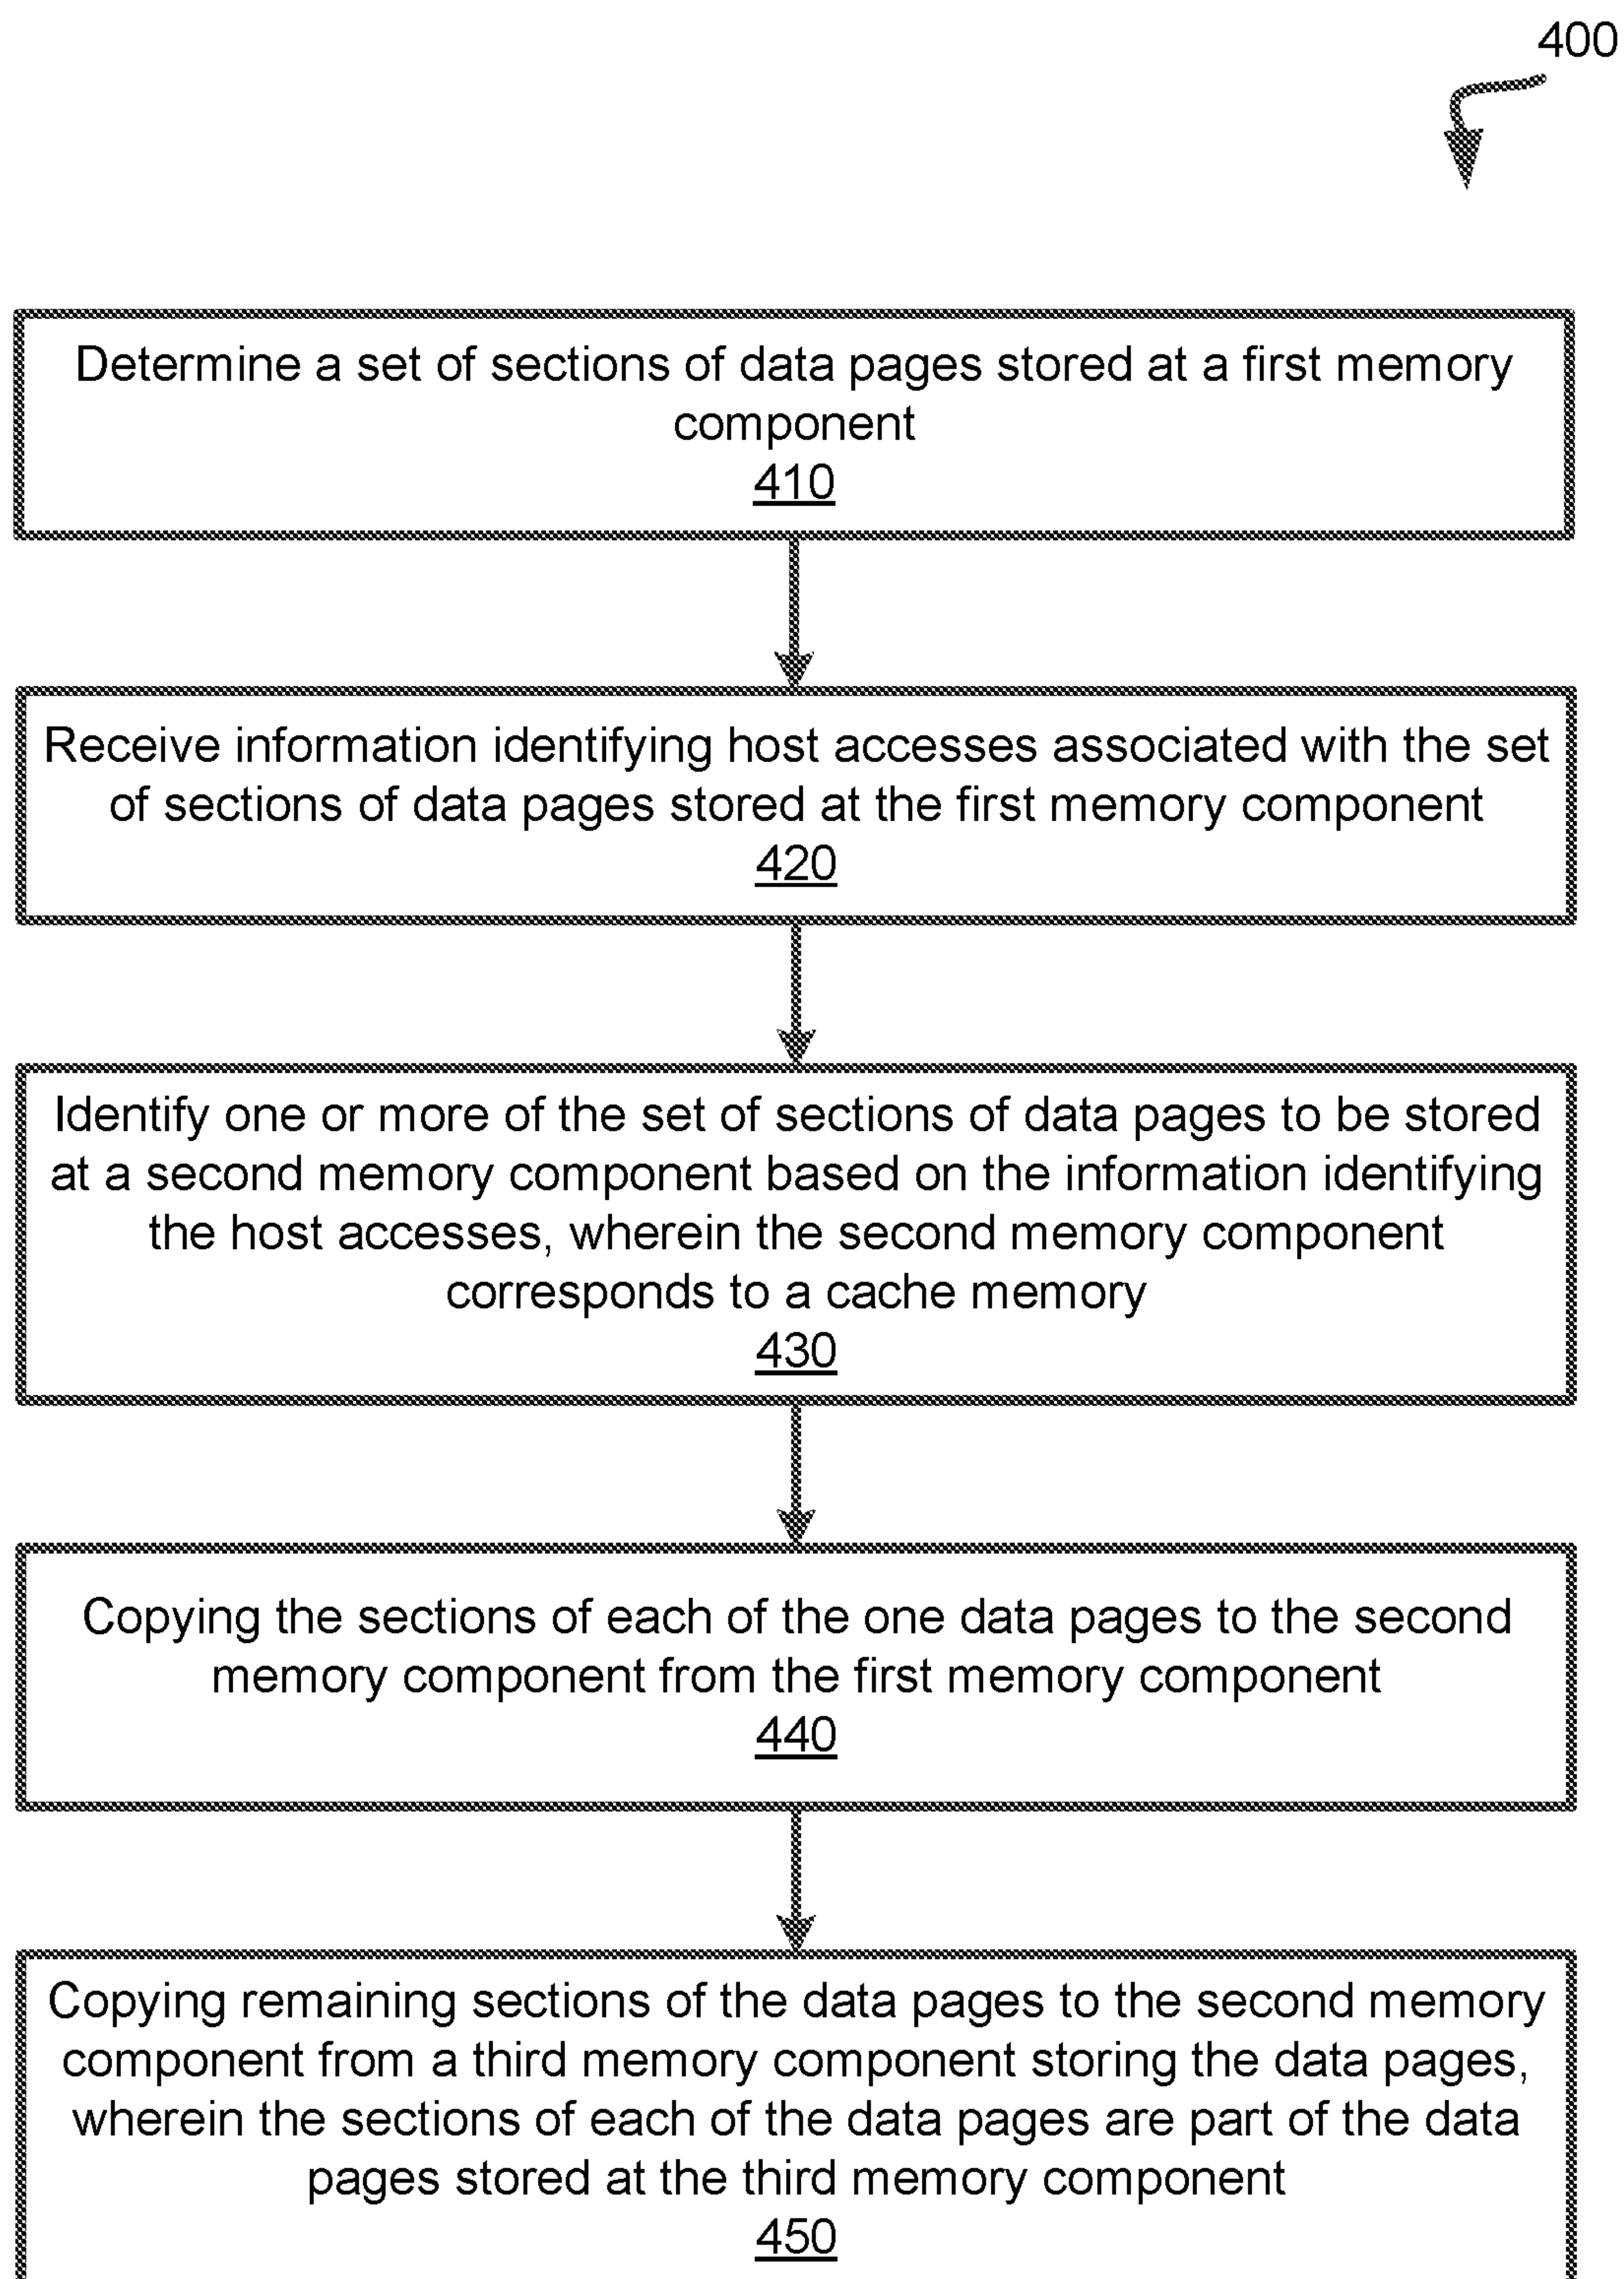 400
Determine a set of sections of data pages stored at a first memory
component
410
Receive information identifying host accesses associated with the set
of sections of data pages stored at the first memory component
420
Identify one or more of the set of sections of data pages to be stored
at a second memory component based on the information identifying
the host accesses, wherein the second memory component
corresponds to a cache memory
430
Copying the sections of each of the one data pages to the second
memory component from the first memory component
440
Copying remaining sections of the data pages to the second memory
component from a third memory component storing the data pages,
wherein the sections of each of the data pages are part of the data
pages stored at the third memory component
450